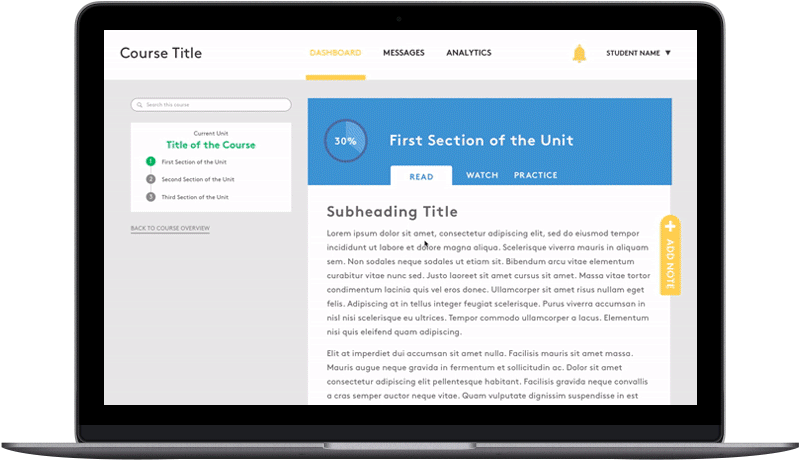 Course Title
DASHBOARD
MESSAGES
ANALYTICS
STUDENT NAME
Search this course
Current Unit
Title of the Course
1 First Section of the Unit
2 Second Section of the Unit
3 Third Section of the Unit
BACK TO COURSE OVERVIEW
30%
First Section of the Unit
READ
WATCH
PRACTICE
Subheading Title
Lorem ipsum dolor sit amet, consectetur adipiscing elit, sed do eiusmod tempor
incididunt ut labore et dolore magna aliqua. Scelerisque viverra mauris in aliquam
sem. Non sodales neque sodales ut etiam sit. Bibendum arcu vitae elementum
curabitur vitae nunc sed. Justo laoreet sit amet cursus sit amet. Massa vitae tortor
condimentum lacinia quis vel eros donec. Ullamcorper sit amet risus nullam eget
felis. Adipiscing at in tellus integer feugiat scelerisque. Purus viverra accumsan in
nisl nisi scelerisque eu ultrices. Tempor commodo ullamcorper a lacus. Elementum
nisi quis eleifend quam adipiscing.
Elit at imperdiet dui accumsan sit amet nulla. Facilisis mauris sit amet massa.
Mauris augue neque gravida in fermentum et sollicitudin ac. Dolor sit amet
consectetur adipiscing elit pellentesque habitant. Facilisis gravida neque convallis
a cras semper auctor neque vitae. Quam vulputate dignissim suspendisse in est
+ ADD NOTE